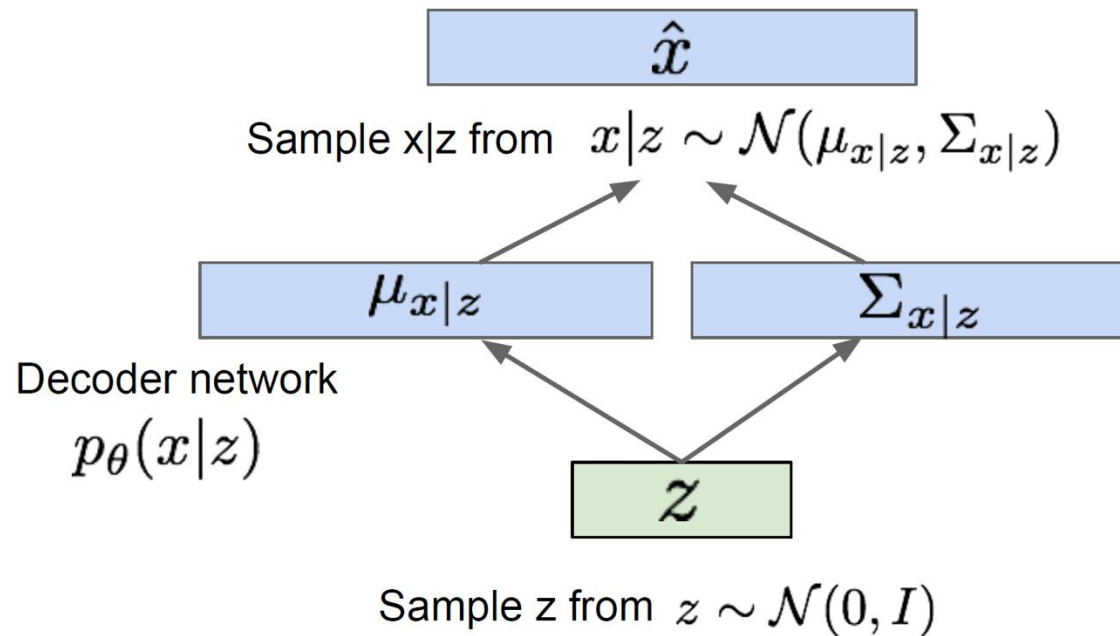 x̂
Sample x|z from x|z ∼ 𝒩(μ_{x|z}, Σ_{x|z})
μ_{x|z} Σ_{x|z}
Decoder network
p_θ(x|z)
z
Sample z from z ∼ 𝒩(0, I)